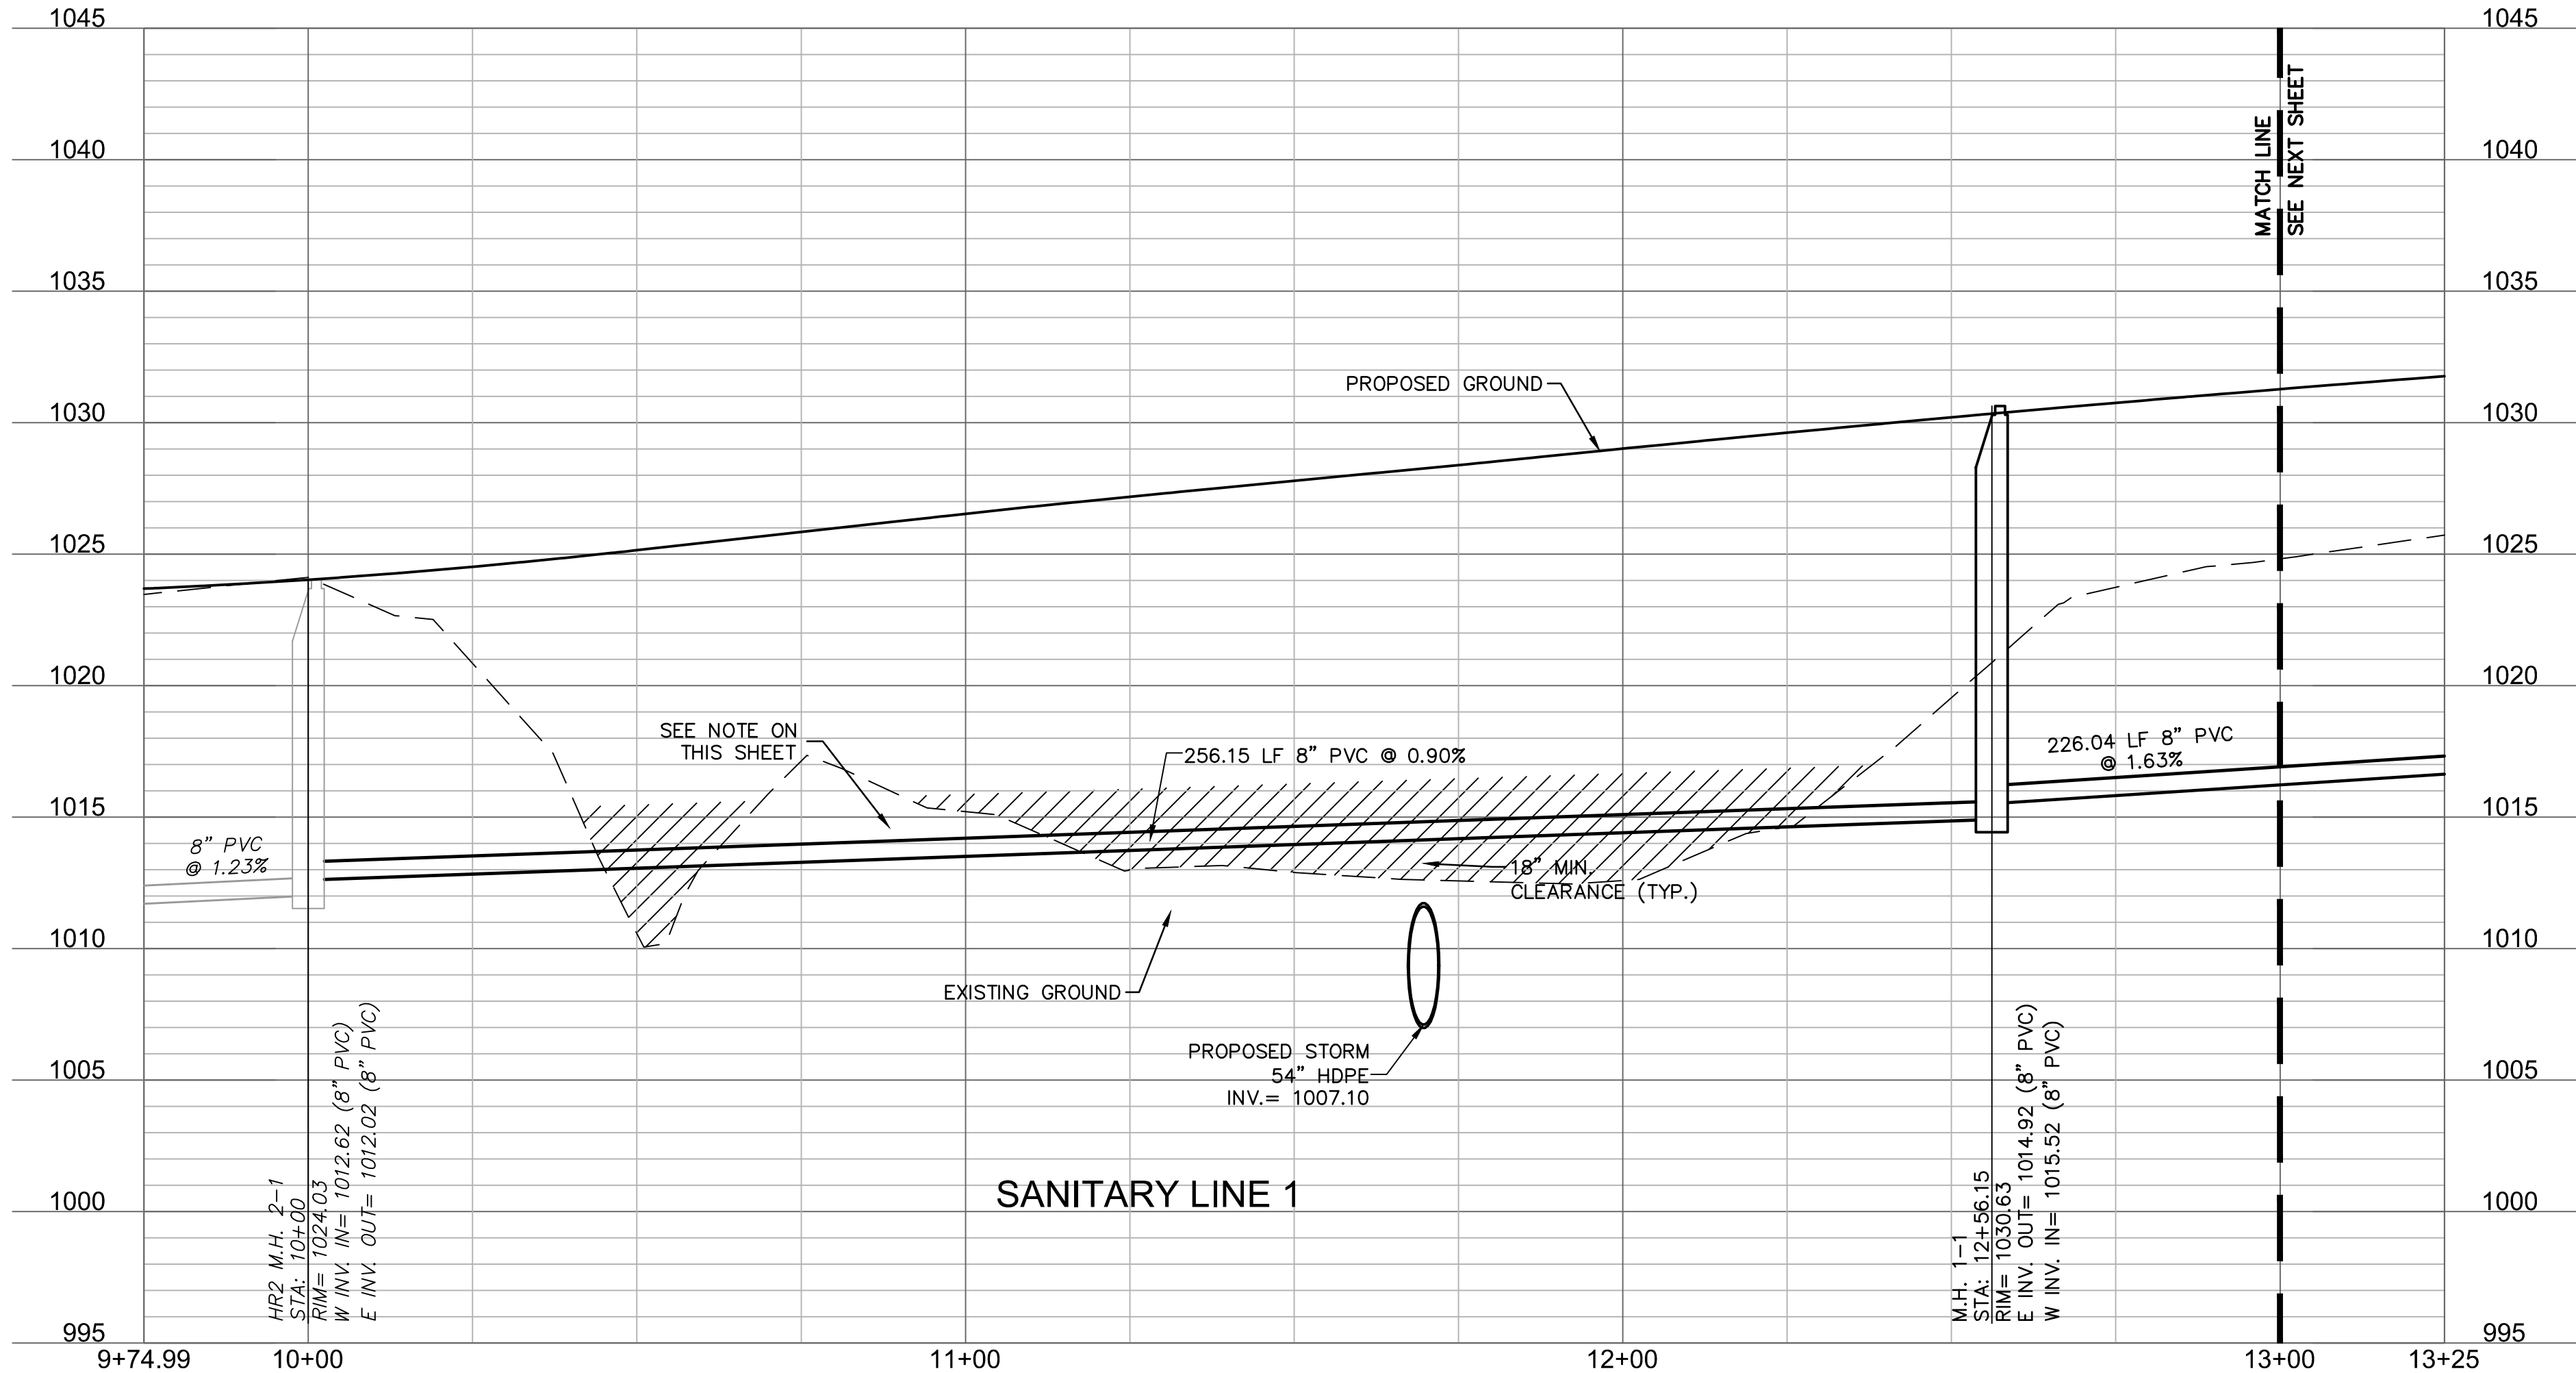 1045
1045
MATCH LINE
SEE NEXT SHEET
1040
1040
1035
1035
PROPOSED GROUND
1030
1030
1025
1025
1020
1020
SEE NOTE ON
THIS SHEET
256.15 LF 8" PVC @ 0.90%
226.04 LF 8" PVC
@ 1.63%
1015
1015
8" PVC
@ 1.23%
18" MIN.
CLEARANCE (TYP.)
1010
1010
EXISTING GROUND
PROPOSED STORM
54" HDPE
INV.= 1007.10
1005
1005
HR2 M.H. 2-1
STA: 10+00
RIM= 1024.03
W INV. IN= 1012.62 (8" PVC)
E INV. OUT= 1012.02 (8" PVC)
SANITARY LINE 1
M.H. 1-1
STA: 12+56.15
RIM= 1030.63
E INV. OUT= 1014.92 (8" PVC)
W INV. IN= 1015.52 (8" PVC)
1000
1000
995
995
9+74.99
10+00
11+00
12+00
13+00
13+25